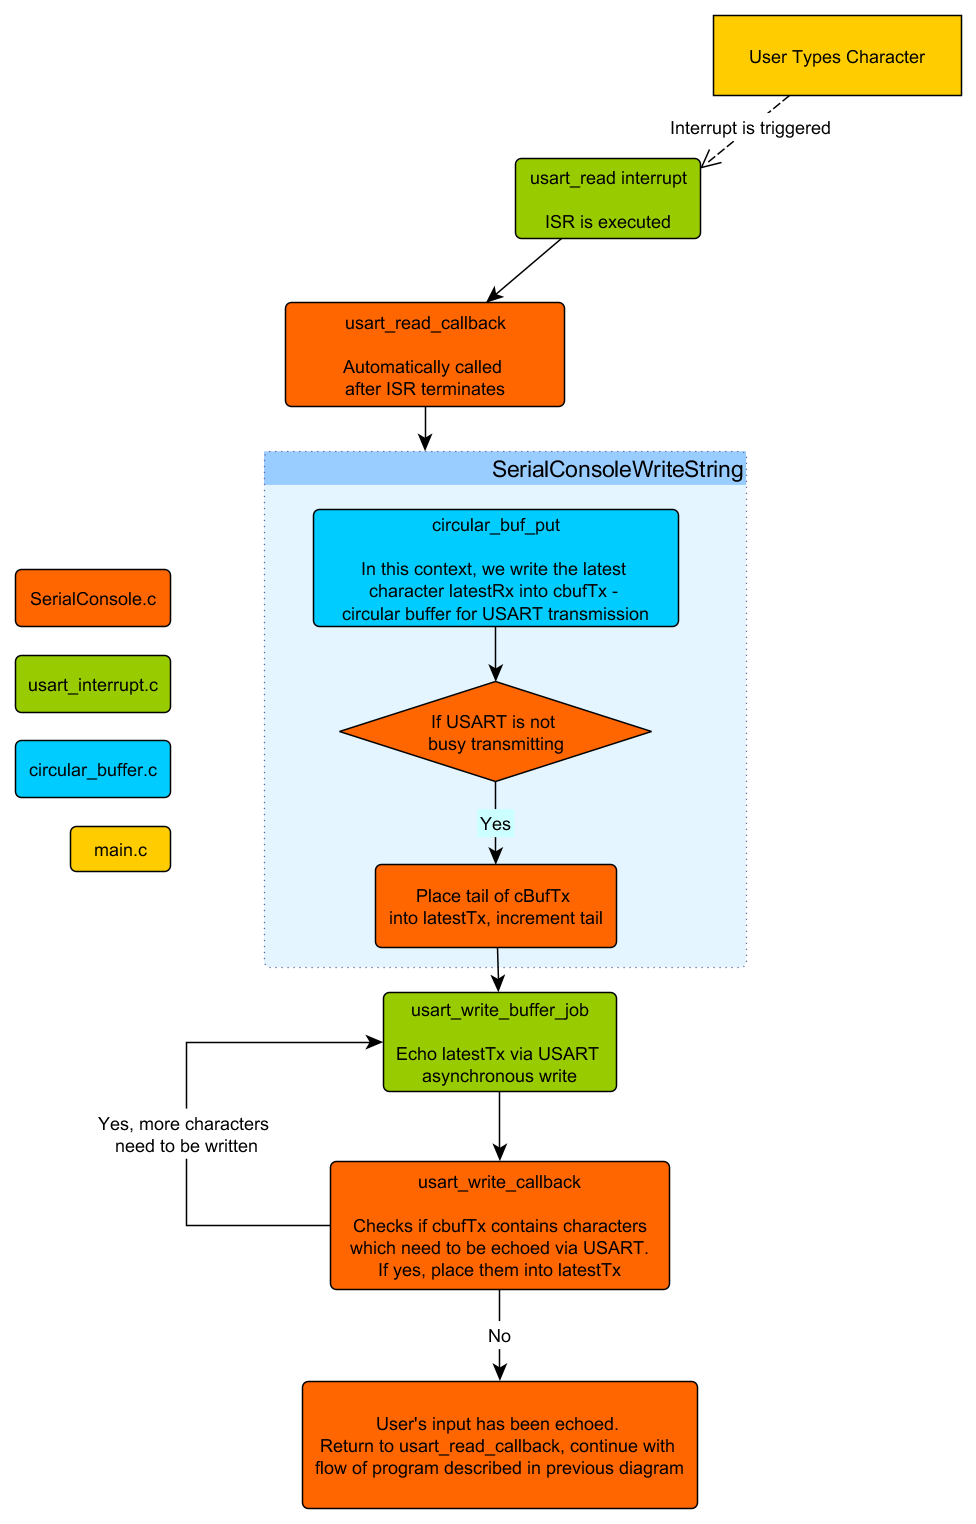 User Types Character
Interrupt is triggered
usart_read interrupt
ISR is executed
usart_read_callback
Automatically called
after ISR terminates
SerialConsoleWriteString
circular_buf_put
In this context, we write the latest
character latestRx into cbufTx -
circular buffer for USART transmission
SerialConsole.c
usart_interrupt.c
circular_buffer.c
main.c
If USART is not
busy transmitting
Yes
Place tail of cBufTx
into latestTx, increment tail
usart_write_buffer_job
Echo latestTx via USART
asynchronous write
Yes, more characters
need to be written
usart_write_callback
Checks if cbufTx contains characters
which need to be echoed via USART.
If yes, place them into latestTx
No
User's input has been echoed.
Return to usart_read_callback, continue with
flow of program described in previous diagram